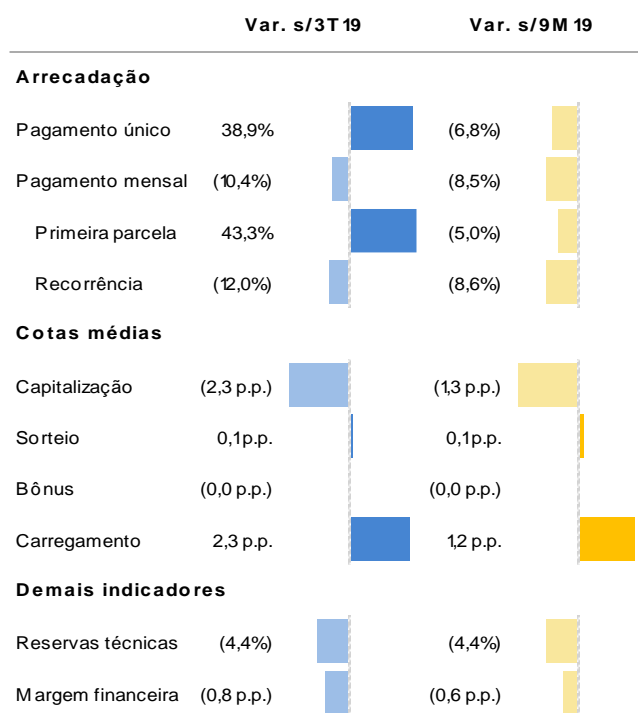 Var. s/3T19 Var. s/9M19
Arrecadação
Pagamento único 38,9% (6,8%)
Pagamento mensal (10,4%) (8,5%)
Primeira parcela 43,3% (5,0%)
Recorrência (12,0%) (8,6%)
Cotas médias
Capitalização (2,3 p.p.) (1,3 p.p.)
Sorteio 0,1 p.p. 0,1 p.p.
Bônus (0,0 p.p.) (0,0 p.p.)
Carregamento 2,3 p.p. 1,2 p.p.
Demais indicadores
Reservas técnicas (4,4%) (4,4%)
Margem financeira (0,8 p.p.) (0,6 p.p.)